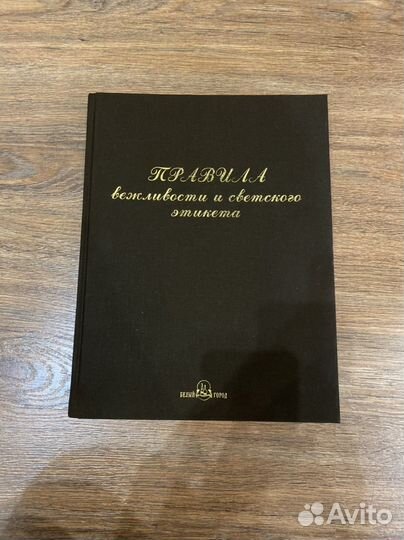 ПРАВИЛА
вежливости и светского
этикета
БЕЛЫЙ ГОРОД
Avito